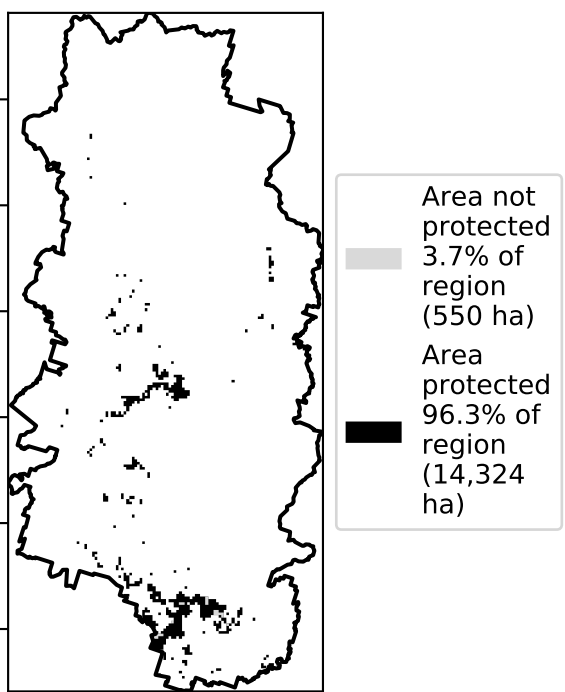 Area not
protected
3.7% of
region
(550 ha)
Area
protected
96.3% of
region
(14,324
ha)